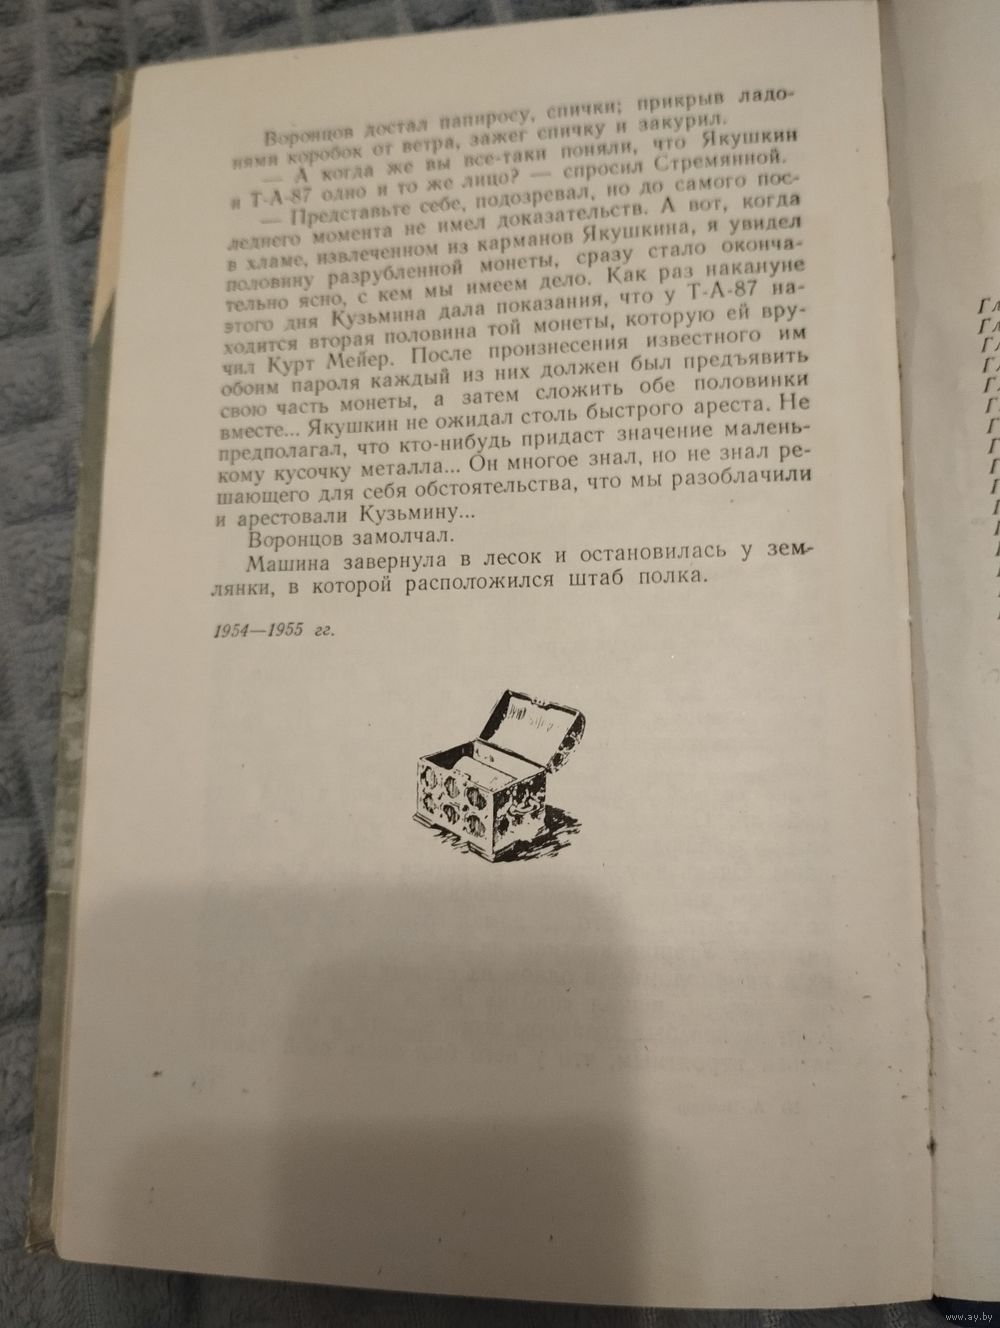 Воронцов достал папиросу, спички; прикрыв ладо-
нями коробок от ветра, зажег спичку и закурил.
— А когда же вы все-таки поняли, что Якушкин
и Т-А-87 одно и то же лицо? — спросил Стремянной.
— Представьте себе, подозревал, но до самого пос-
леднего момента не имел доказательств. А вот, когда
в хламе, извлеченном из карманов Якушкина, я увидел
половину разрубленной монеты, сразу стало оконча-
тельно ясно, с кем мы имеем дело. Как раз накануне
этого дня Кузьмина дала показания, что у Т-А-87 на-
ходится вторая половина той монеты, которую ей вру-
чил Курт Мейер. После произнесения известного им
обоим пароля каждый из них должен был предъявить
свою часть монеты, а затем сложить обе половинки
вместе... Якушкин не ожидал столь быстрого ареста. Не
предполагал, что кто-нибудь придаст значение малень-
кому кусочку металла... Он многое знал, но не знал ре-
шающего для себя обстоятельства, что мы разоблачили
и арестовали Кузьмину...
Воронцов замолчал.
Машина завернула в лесок и остановилась у зем-
лянки, в которой расположился штаб полка.
1954—1955 гг.
www.ay.by